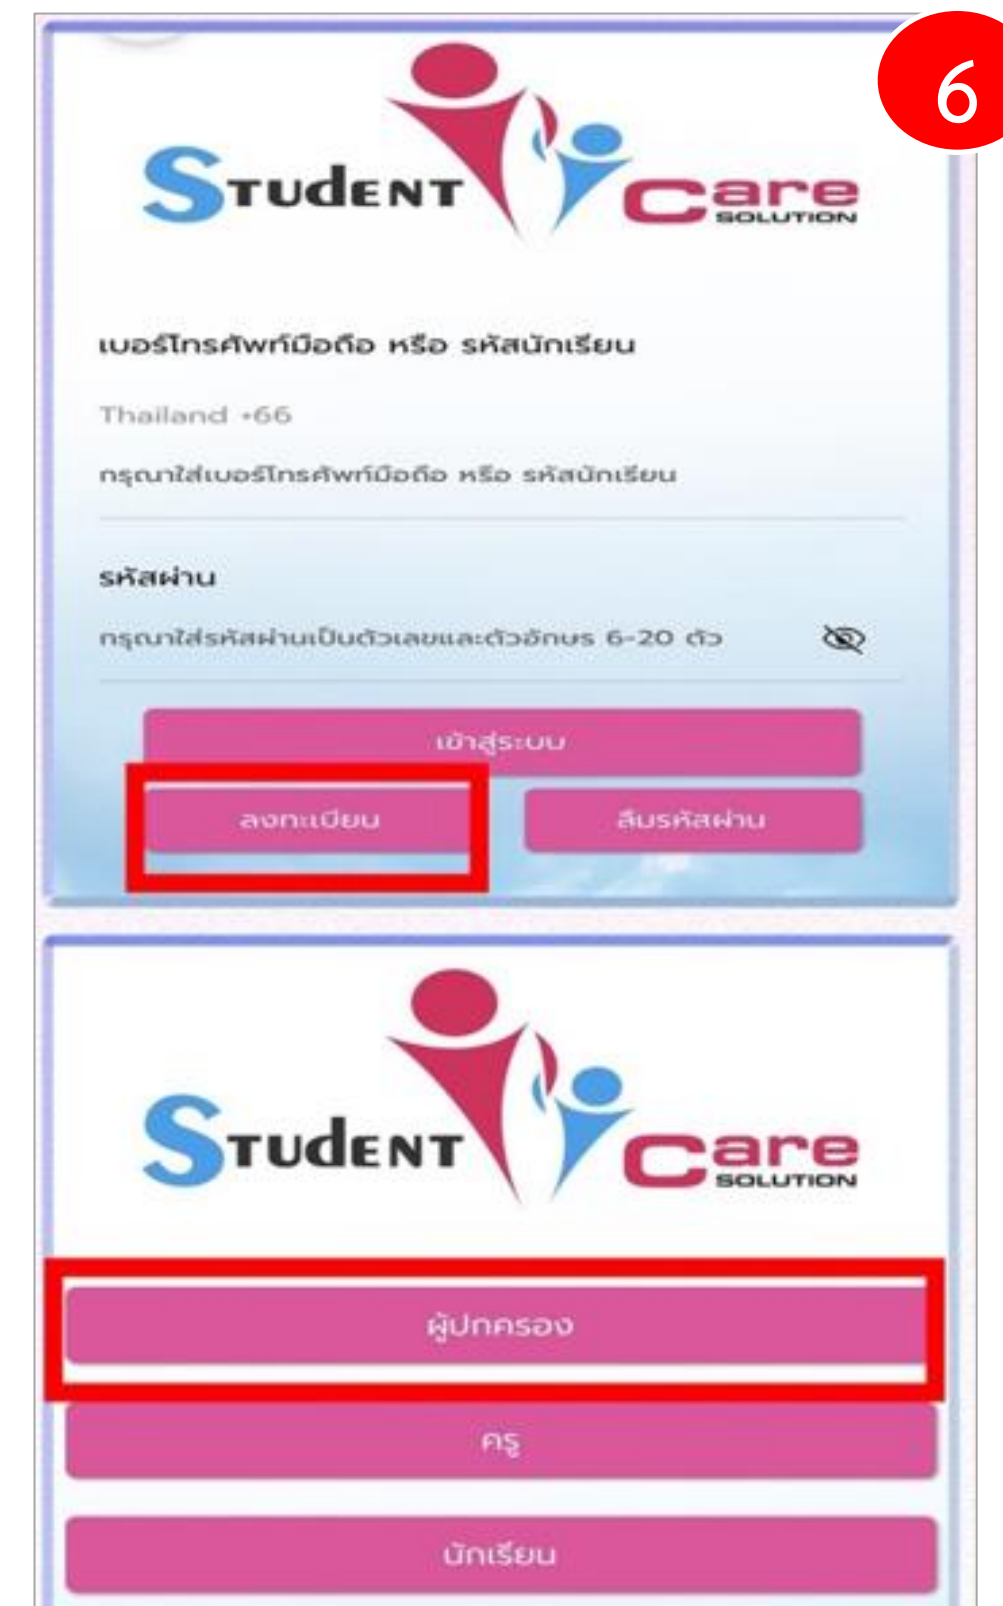 6
STUdENT Care
SOLUTION
เบอร์โทรศัพท์มือถือ หรือ รหัสนักเรียน
Thailand +66
กรุณาใส่เบอร์โทรศัพท์มือถือ หรือ รหัสนักเรียน
รหัสผ่าน
กรุณาใส่รหัสผ่านเป็นตัวเลขและตัวอักษร 6-20 ตัว
เข้าสู่ระบบ
ลงทะเบียน ลืมรหัสผ่าน
STUdENT Care
SOLUTION
ผู้ปกครอง
ครู
นักเรียน